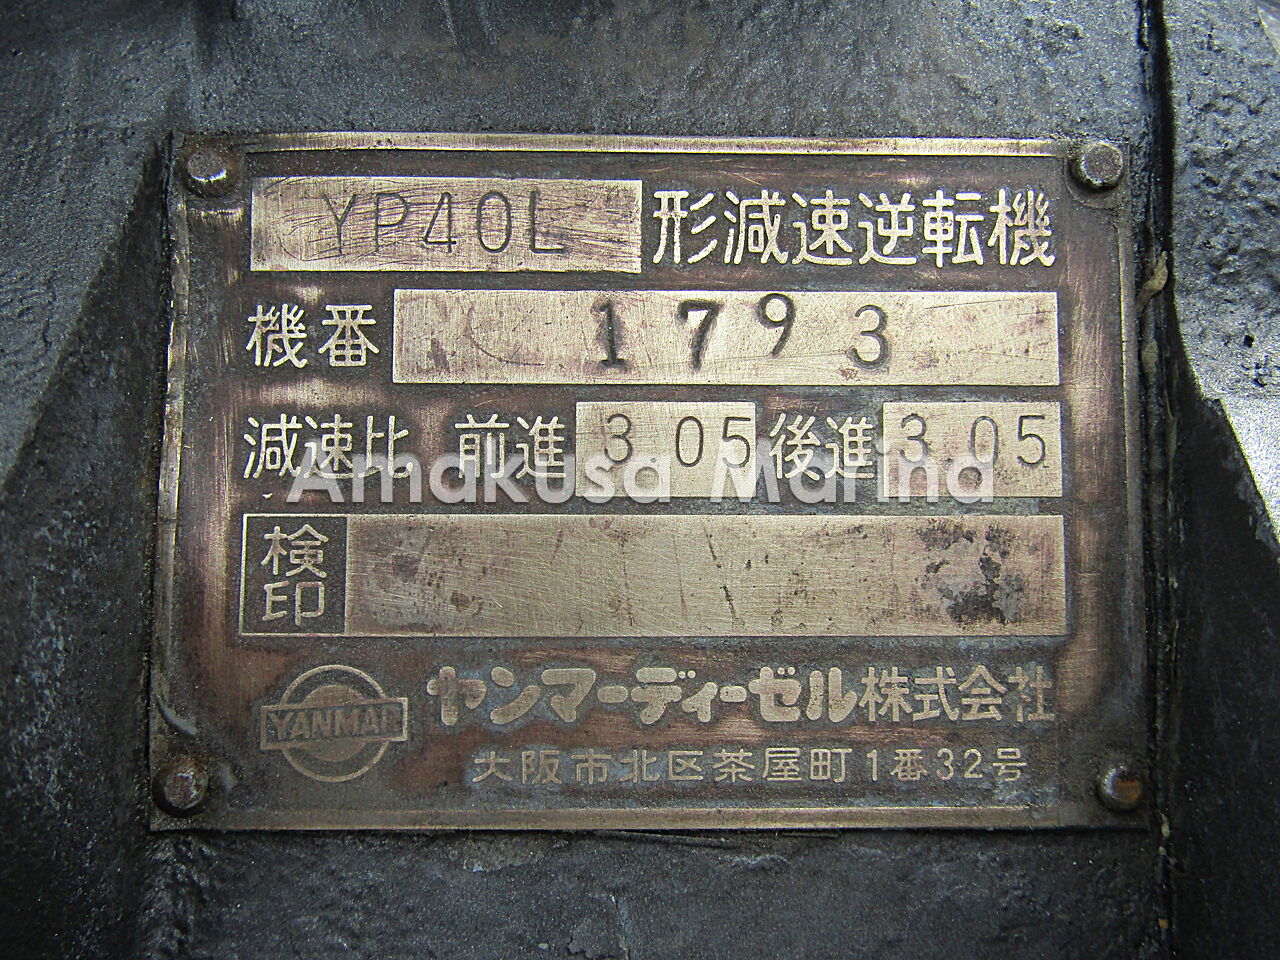 YP40L 形減速逆転機
機番 1793
減速比 前進 3.05 後進 3.05
Amakusa Marina
検印
YANMAR ヤンマーディーゼル株式会社
大阪市北区茶屋町1番32号